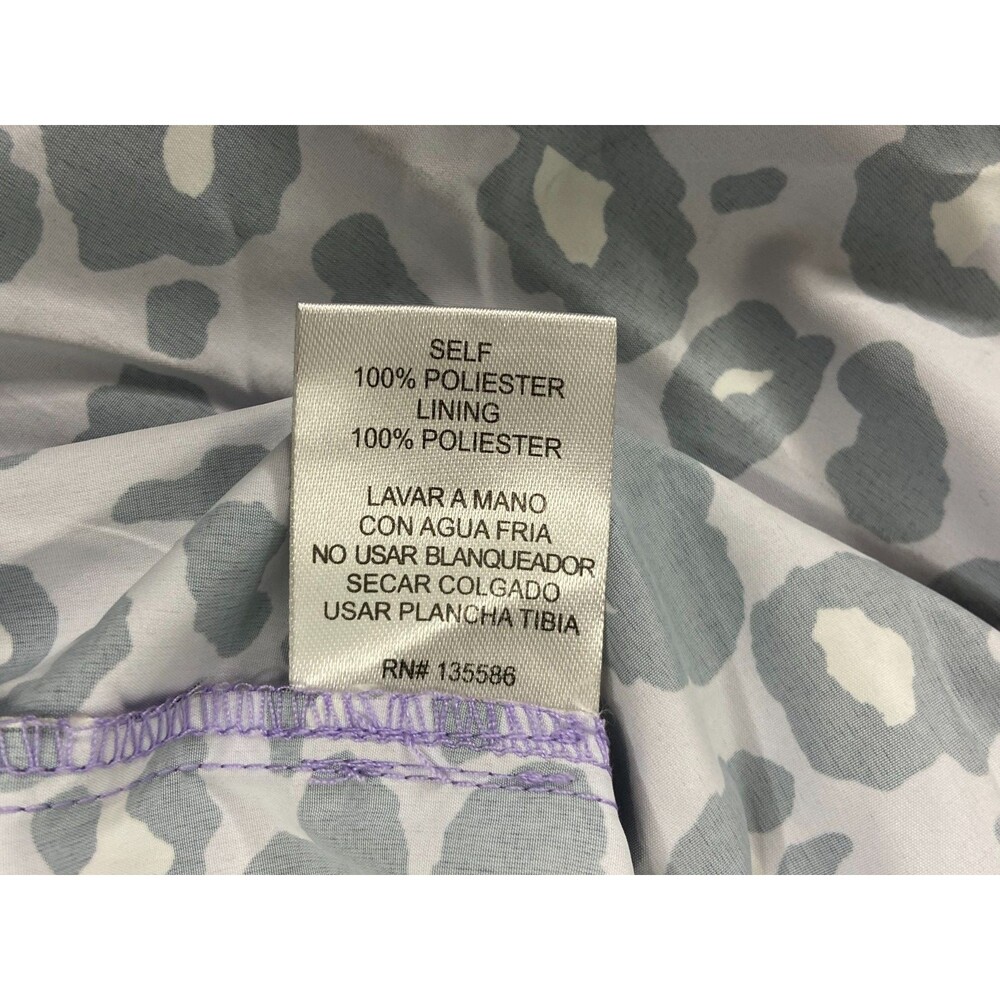 SELF
100% POLIESTER
LINING
100% POLIESTER
LAVAR A MANO
CON AGUA FRIA
NO USAR BLANQUEADOR
SECAR COLGADO
USAR PLANCHA TIBIA
RN# 135586